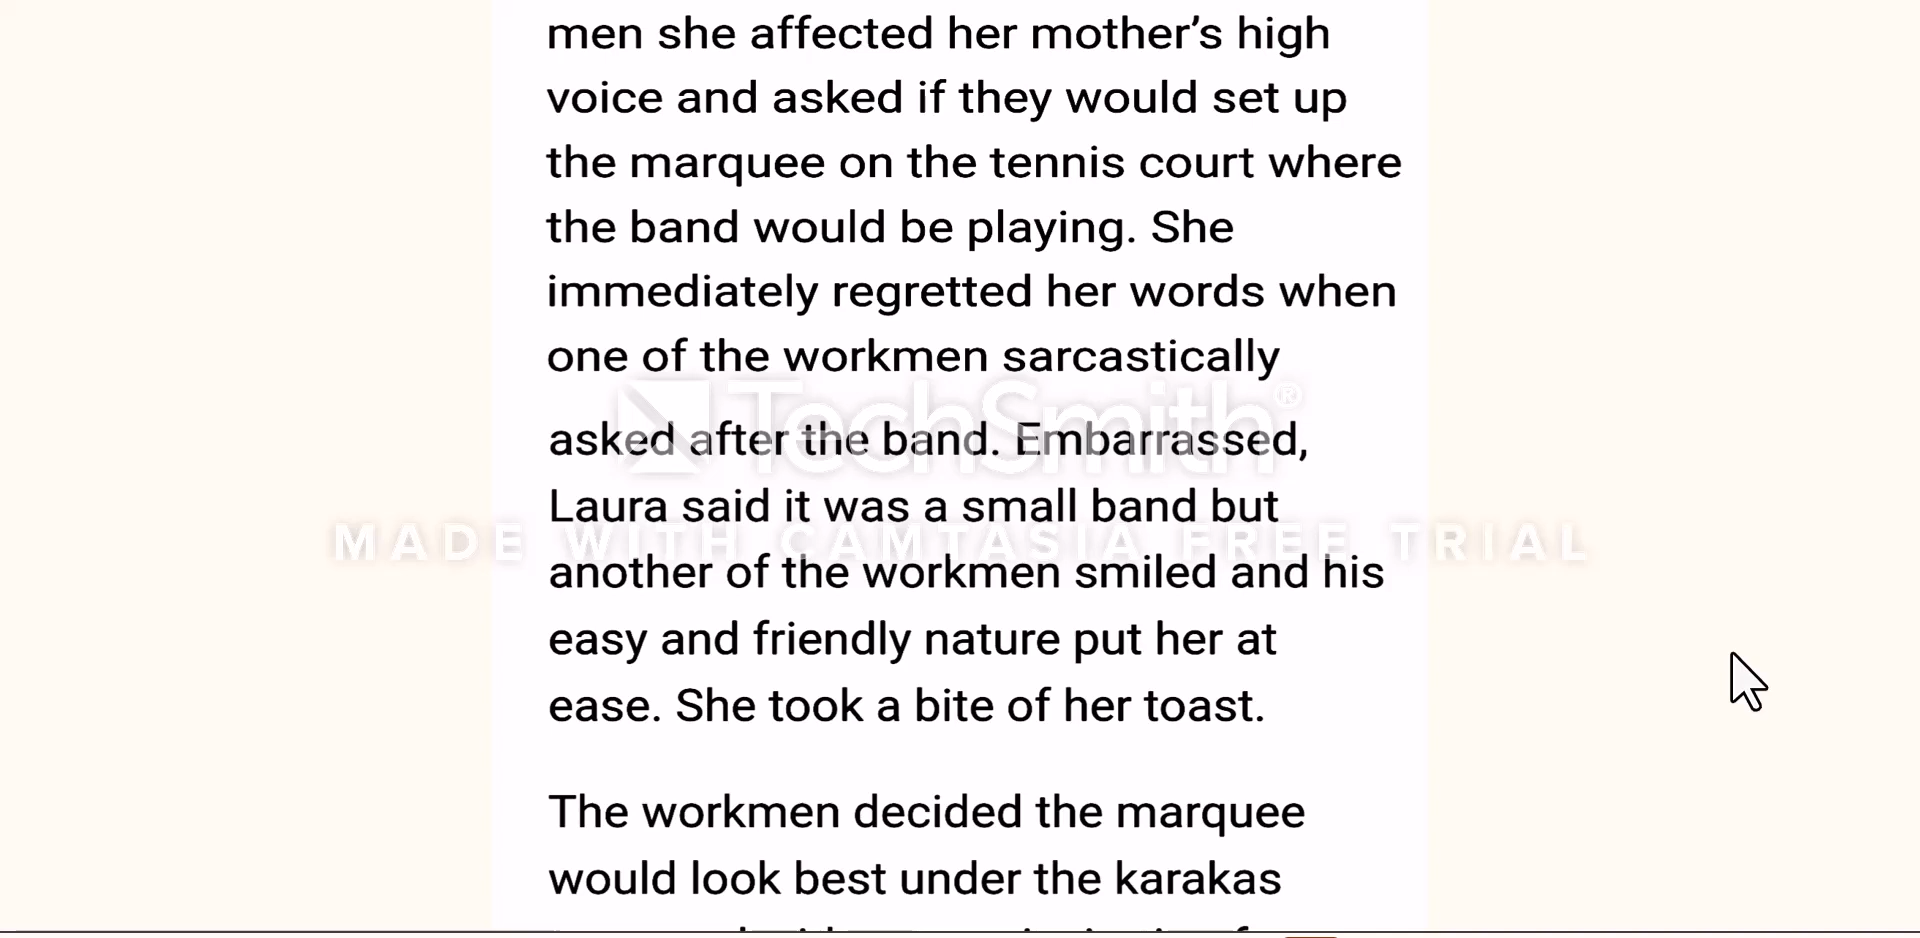 men she affected her mother’s high
voice and asked if they would set up
the marquee on the tennis court where
the band would be playing. She
immediately regretted her words when
one of the workmen sarcastically
TechSmith®
asked after the band. Embarrassed,
Laura said it was a small band but
MADE WITH CAMTASIA FREE TRIAL
another of the workmen smiled and his
easy and friendly nature put her at
ease. She took a bite of her toast.
The workmen decided the marquee
would look best under the karakas